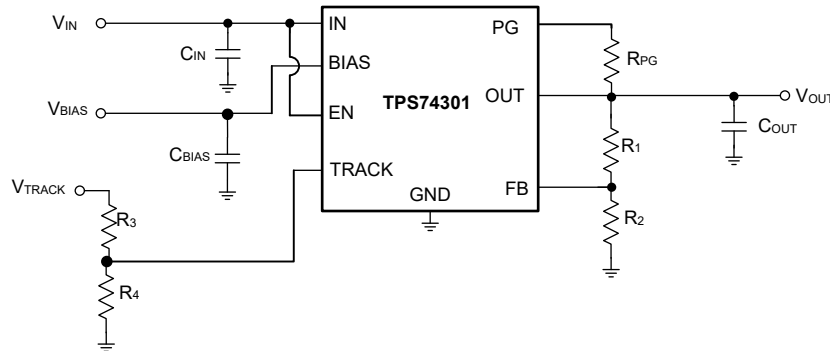 VIN
CIN
VBIAS
CBIAS
VTRACK
R3
R4
IN
BIAS
EN
TRACK
TPS74301
GND
PG
OUT
FB
RPG
R1
R2
COUT
VOUT